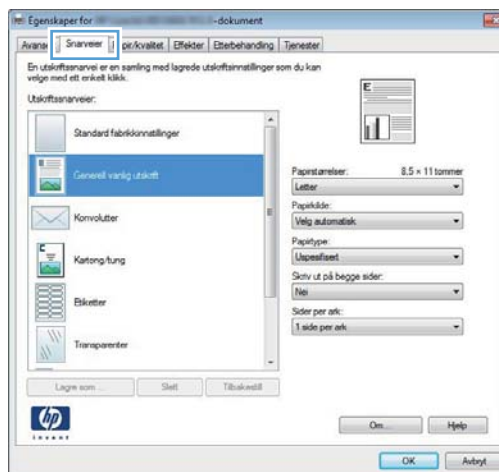 Egenskaper for
-dokument
Snarveier
pir/kvalitet
Effekter
Etterbehandling
Tjenester
En utskriftssnarvei er en samling med lagrede utskriftsinnstillinger som du kan
velge med ett enkelt klikk.
Utskriftssnarveier:
Standard fabrikkinnstillinger
Generell vanlig utskrift
Konvolutter
Kartong/tung
Etiketter
Transparenter
Lagre som ...
Slett
Tilbakestill
E
Papirstørrelser:
8,5 × 11 tommer
Letter
Papirkilde:
Velg automatisk
Papirtype:
Uspesifisert
Skriv ut på begge sider:
Nei
Sider per ark:
1 side per ark
hp
invent
Om...
Hjelp
OK
Avbryt